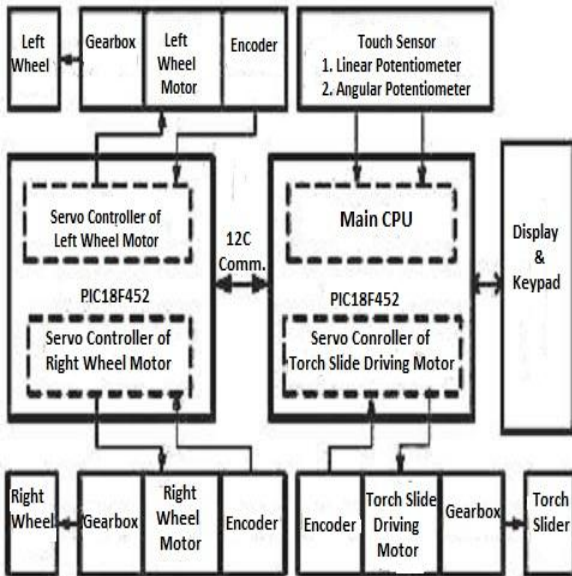 Left
Wheel
Gearbox
Left
Wheel
Motor
Encoder
Touch Sensor
1. Linear Potentiometer
2. Angular Potentiometer
Servo Controller of
Left Wheel Motor
PIC18F452
Servo Controller of
Right Wheel Motor
12C
Comm.
Main CPU
PIC18F452
Servo Conroller of
Torch Slide Driving Motor
Display
&
Keypad
Right
Wheel
Gearbox
Right
Wheel
Motor
Encoder
Encoder
Torch Slide
Driving
Motor
Gearbox
Torch
Slider